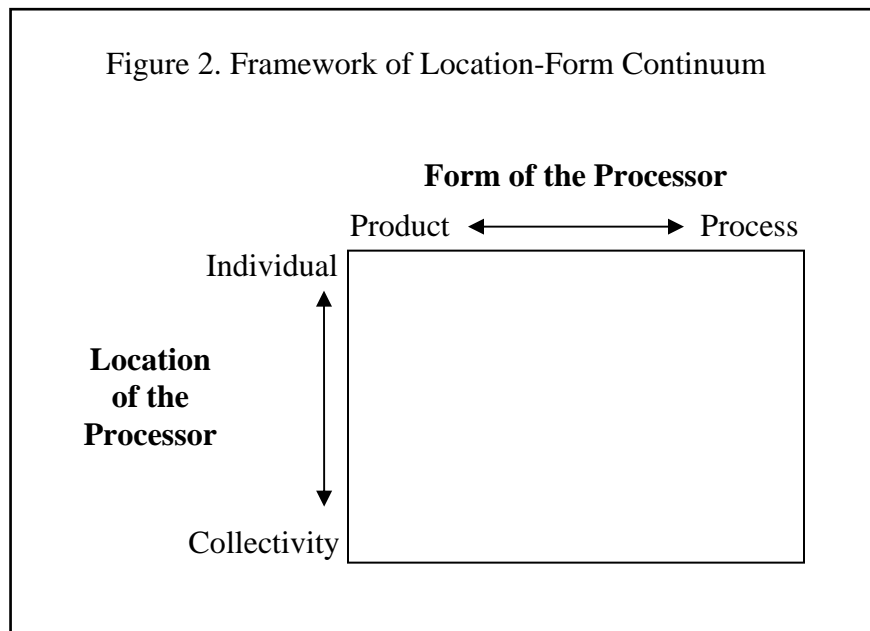 Figure 2. Framework of Location-Form Continuum
Form of the Processor
Product Process
Individual
Location
of the
Processor
Collectivity